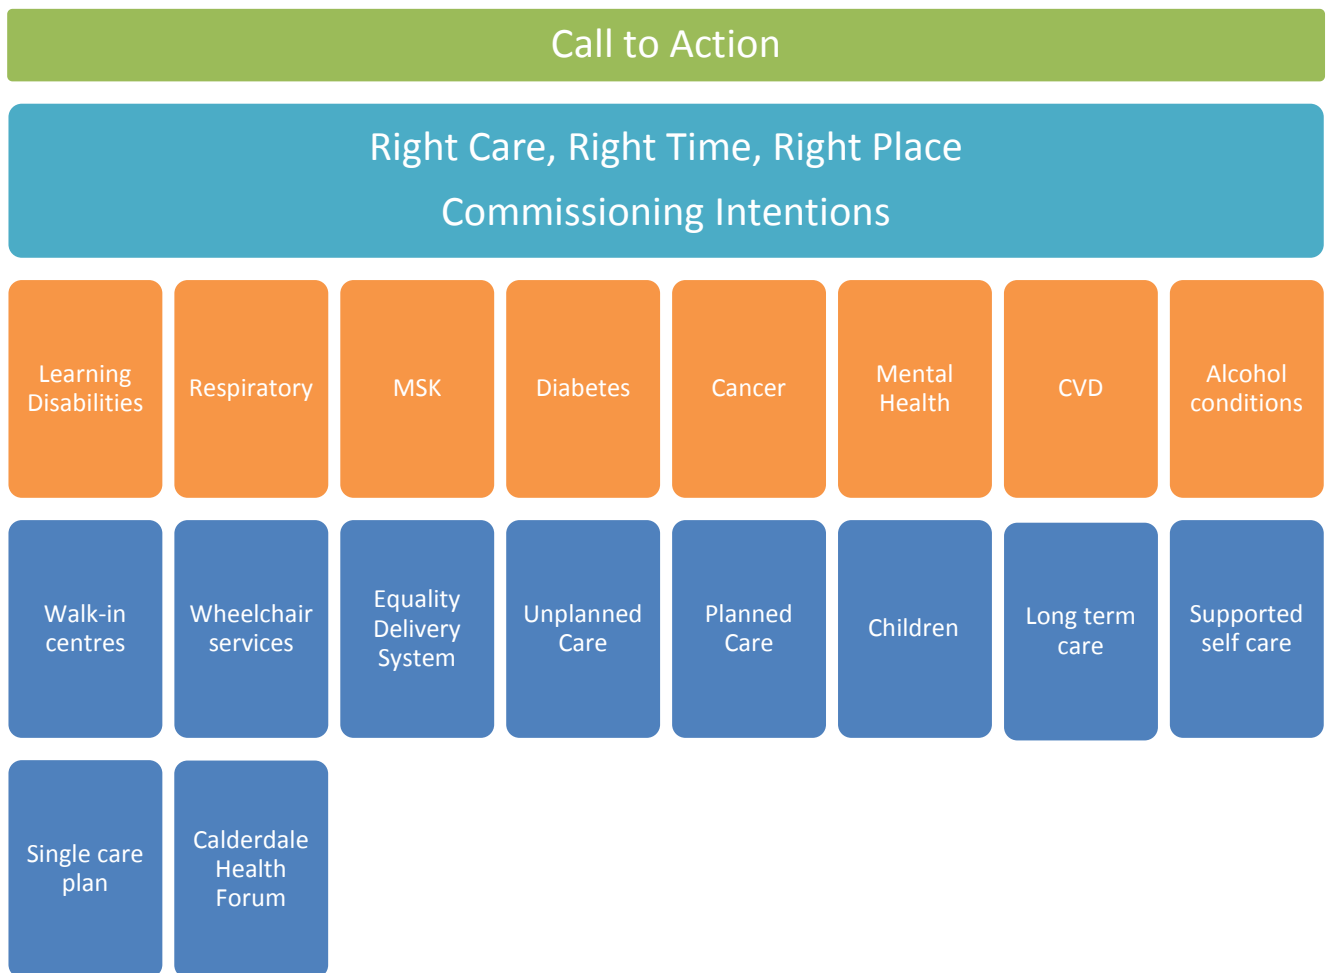 Call to Action
Right Care, Right Time, Right Place
Commissioning Intentions
Learning
Disabilities
Respiratory
MSK
Diabetes
Cancer
Mental
Health
CVD
Alcohol
conditions
Walk-in
centres
Wheelchair
services
Equality
Delivery
System
Unplanned
Care
Planned
Care
Children
Long term
care
Supported
self care
Single care
plan
Calderdale
Health
Forum